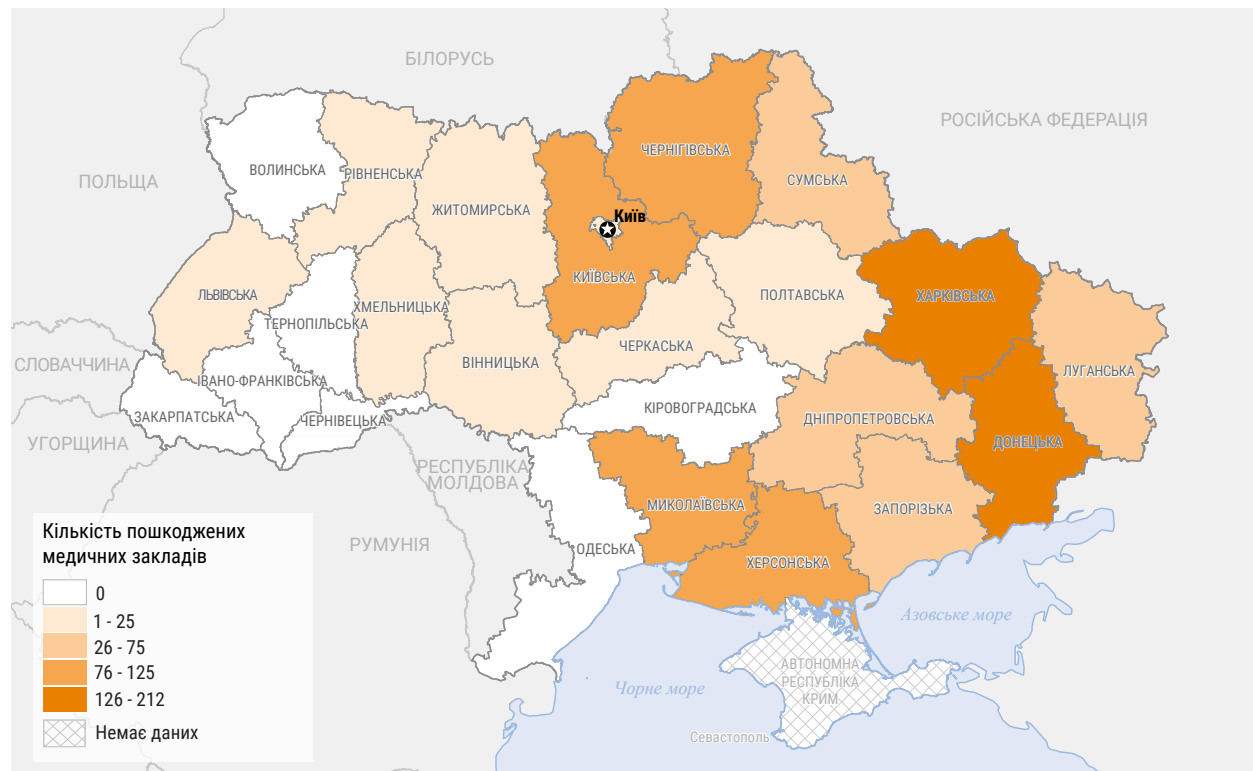 БІЛОРУСЬ
РОСІЙСЬКА ФЕДЕРАЦІЯ
ПОЛЬЩА
СЛОВАЧЧИНА
УГОРЩИНА
РЕСПУБЛІКА
МОЛДОВА
РУМУНІЯ
ВОЛИНСЬКА
РІВНЕНСЬКА
ЖИТОМИРСЬКА
Київ
КИЇВСЬКА
ЧЕРНІГІВСЬКА
СУМСЬКА
ЛЬВІВСЬКА
ТЕРНОПІЛЬСЬКА
ХМЕЛЬНИЦЬКА
ВІННИЦЬКА
ЧЕРКАСЬКА
ПОЛТАВСЬКА
ХАРКІВСЬКА
ЛУГАНСЬКА
ІВАНО-ФРАНКІВСЬКА
ЗАКАРПАТСЬКА
ЧЕРНІВЕЦЬКА
КІРОВОГРАДСЬКА
ДНІПРОПЕТРОВСЬКА
ДОНЕЦЬКА
МИКОЛАЇВСЬКА
ЗАПОРІЗЬКА
ОДЕСЬКА
ХЕРСОНСЬКА
Азовське море
Чорне море
АВТОНОМНА
РЕСПУБЛІКА
КРИМ
Севастополь
Кількість пошкоджених
медичних закладів
0
1 - 25
26 - 75
76 - 125
126 - 212
Немає даних